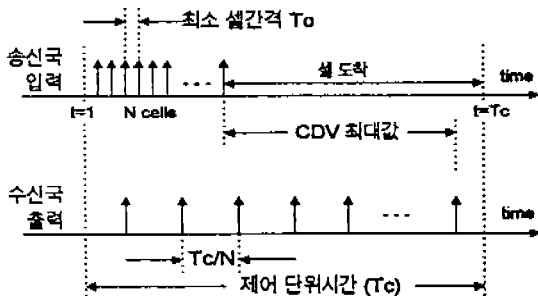 최소 셀간격 To
송신국
입력
셀 도착
time
t=1
N cells
t=Tc
CDV 최대값
수신국
출력
time
Tc/N
제어 단위시간 (Tc)